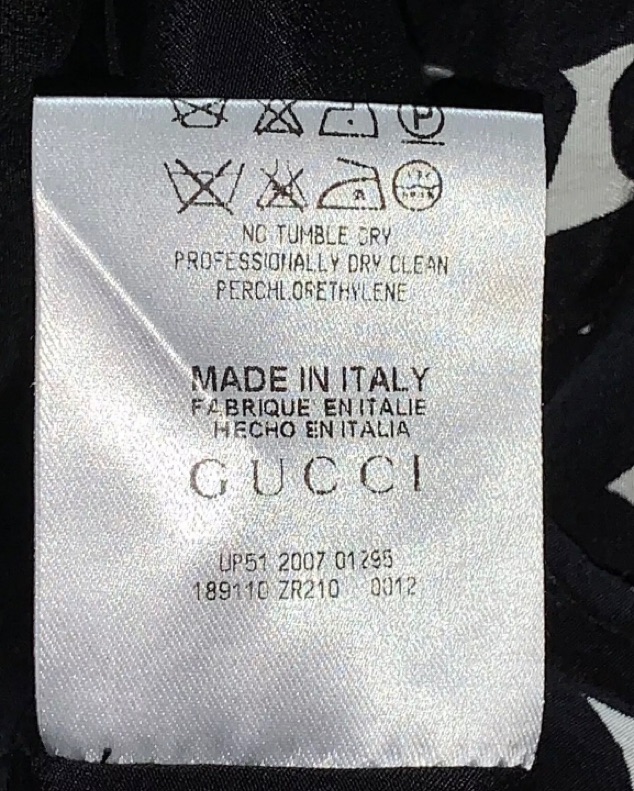 P
NO TUMBLE DRY
PROFESSIONALLY DRY CLEAN
PERCHLORETHYLENE
MADE IN ITALY
FABRIQUE EN ITALIE
HECHO EN ITALIA
GUCCI
UP51 2007 01295
189110 ZR210 0012